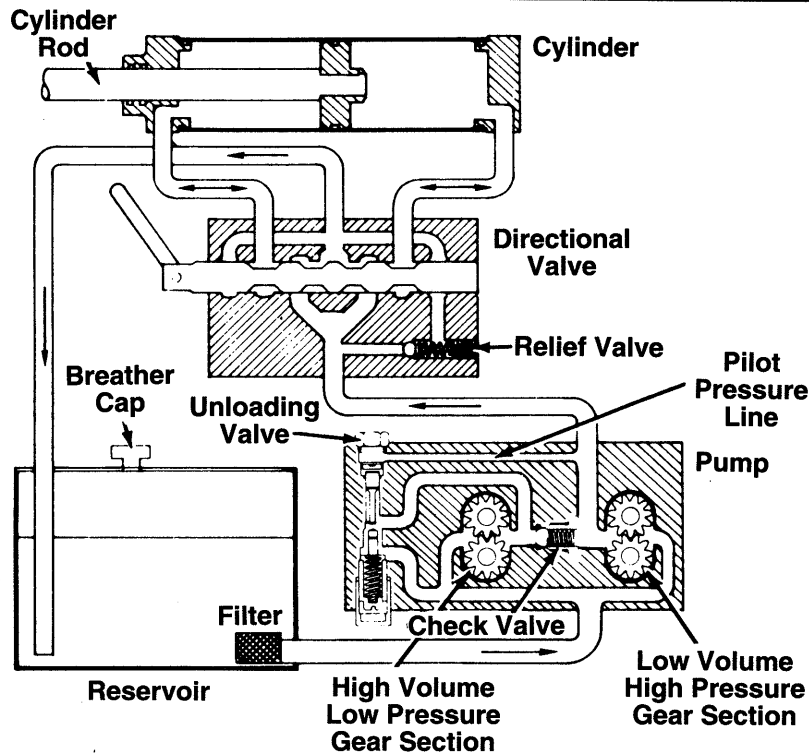 Cylinder
Rod
Cylinder
Directional
Valve
Relief Valve
Pilot
Pressure
Line
Breather
Cap
Unloading
Valve
Pump
Filter
Check Valve
Reservoir
High Volume
Low Pressure
Gear Section
Low Volume
High Pressure
Gear Section